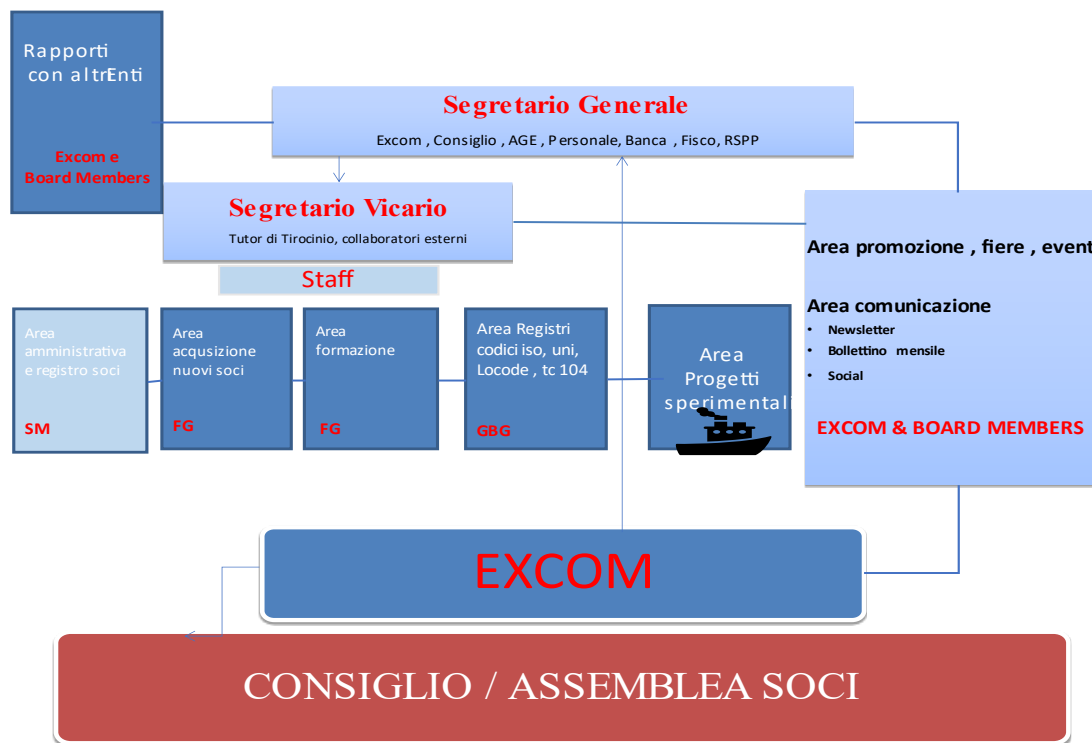 Rapporti
con altrEnti
Excom e
Board Members
Segretario Generale
Excom , Consiglio , AGE , Personale, Banca , Fisco, RSPP
Segretario Vicario
Tutor di Tirocinio, collaboratori esterni
Staff
Area
amministrativa
e registro soci
SM
Area
acqusizione
nuovi soci
FG
Area
formazione
FG
Area Registri
codici iso, uni,
Locode , tc 104
GBG
Area
Progetti
sperimentali
Area promozione , fiere , event
Area comunicazione
• Newsletter
• Bollettino mensile
• Social
EXCOM & BOARD MEMBERS
EXCOM
CONSIGLIO / ASSEMBLEA SOCI